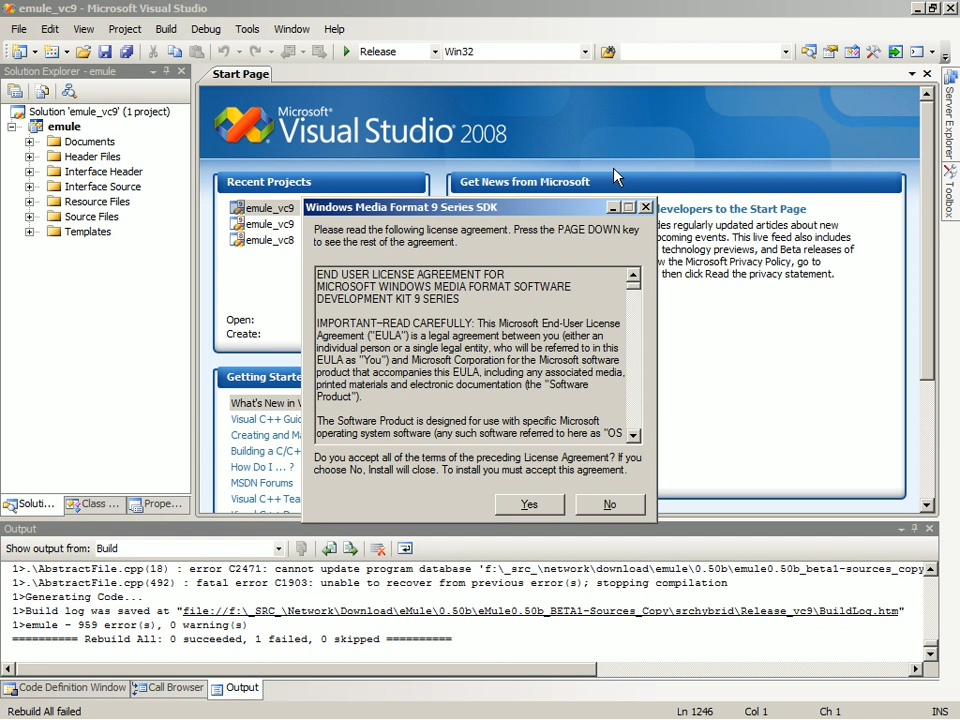 emule_vc9 - Microsoft Visual Studio
File Edit View Project Build Debug Tools Window Help
Release Win32
Solution Explorer - emule
Start Page
Solution 'emule_vc9' (1 project)
emule
Documents
Header Files
Interface Header
Interface Source
Resource Files
Source Files
Templates
Microsoft®
Visual Studio® 2008
Recent Projects
emule_vc9
emule_vc9
emule_vc8
Open:
Create:
Getting Starte
What's New in V
Visual C++ Guid
Creating and Ma
Building a C/C+
How Do I ... ?
MSDN Forums
Visual C++ Tea
Get News from Microsoft
evelopers to the Start Page
des regularly updated articles about new
pcoming events. This live feed also includes
technology previews, and Beta releases of
w the Microsoft Privacy Policy, go to
then click Read the privacy statement.
Windows Media Format 9 Series SDK
Please read the following license agreement. Press the PAGE DOWN key
to see the rest of the agreement.
END USER LICENSE AGREEMENT FOR
MICROSOFT WINDOWS MEDIA FORMAT SOFTWARE
DEVELOPMENT KIT 9 SERIES
IMPORTANT–READ CAREFULLY: This Microsoft End-User License
Agreement ("EULA") is a legal agreement between you (either an
individual person or a single legal entity, who will be referred to in this
EULA as "You") and Microsoft Corporation for the Microsoft software
product that accompanies this EULA, including any associated media,
printed materials and electronic documentation (the "Software
Product").
The Software Product is designed for use with specific Microsoft
operating system software (any such software referred to here as "OS
Do you accept all of the terms of the preceding License Agreement? If you
choose No, Install will close. To install you must accept this agreement.
Yes No
Server Explorer
Toolbox
Soluti... Class ... Prope...
Output
Show output from: Build
1>.\AbstractFile.cpp(18) : error C2471: cannot update program database 'f:\_src_\network\download\emule\0.50b\emule0.50b_beta1-sources_copy
1>.\AbstractFile.cpp(492) : fatal error C1903: unable to recover from previous error(s); stopping compilation
1>Generating Code...
1>Build log was saved at "file://f:\_SRC_\Network\Download\eMule\0.50b\eMule0.50b_BETA1-Sources_Copy\srchybrid\Release_vc9\BuildLog.htm"
1>emule - 959 error(s), 0 warning(s)
========== Rebuild All: 0 succeeded, 1 failed, 0 skipped ==========
Code Definition Window Call Browser Output
Rebuild All failed Ln 1246 Col 1 Ch 1 INS